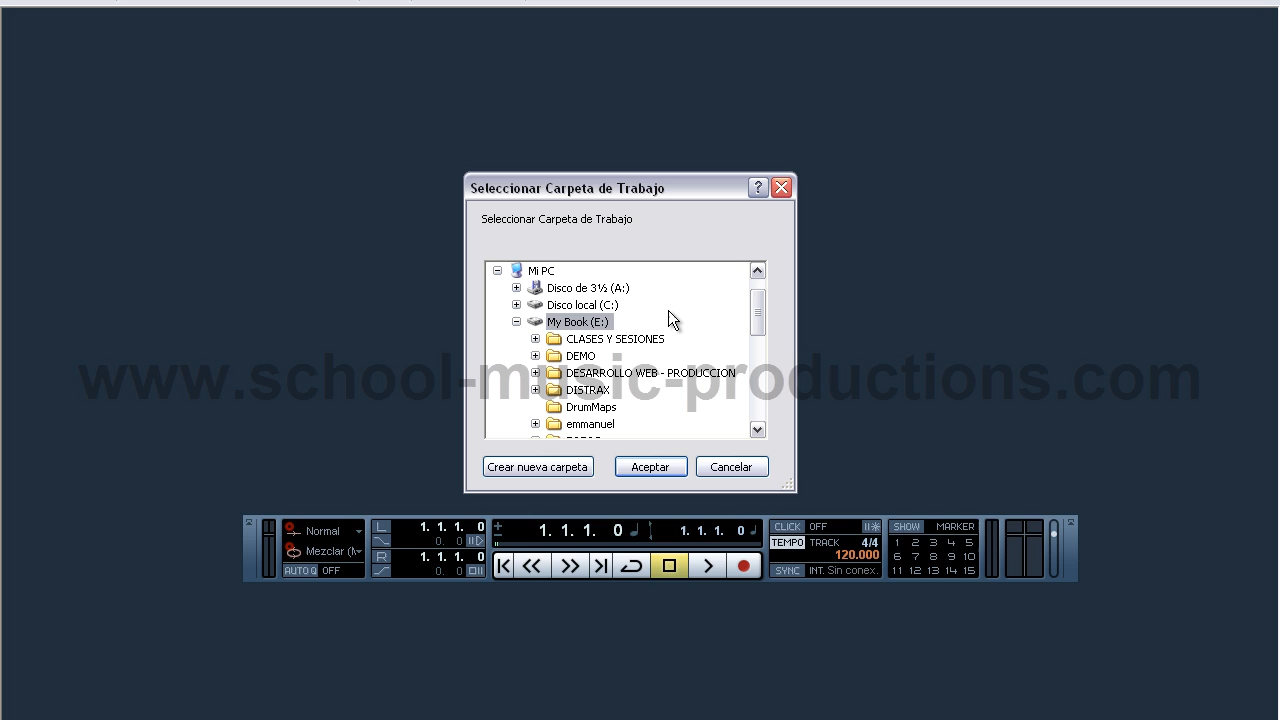 Seleccionar Carpeta de Trabajo
Seleccionar Carpeta de Trabajo
Mi PC
Disco de 3½ (A:)
Disco local (C:)
My Book (E:)
CLASES Y SESIONES
DEMO
DESARROLLO WEB - PRODUCCION
DISTRAX
DrumMaps
emmanuel
Crear nueva carpeta Aceptar Cancelar
www.school-music-productions.com
Normal
Mezclar (M
AUTO Q OFF
L 1. 1. 1. 0
0. 0
R 1. 1. 1. 0
0. 0
1. 1. 1. 0
1. 1. 1. 0
CLICK OFF
TEMPO TRACK 4/4
120.000
SYNC INT. Sin conex.
SHOW MARKER
1 2 3 4 5
6 7 8 9 10
11 12 13 14 15